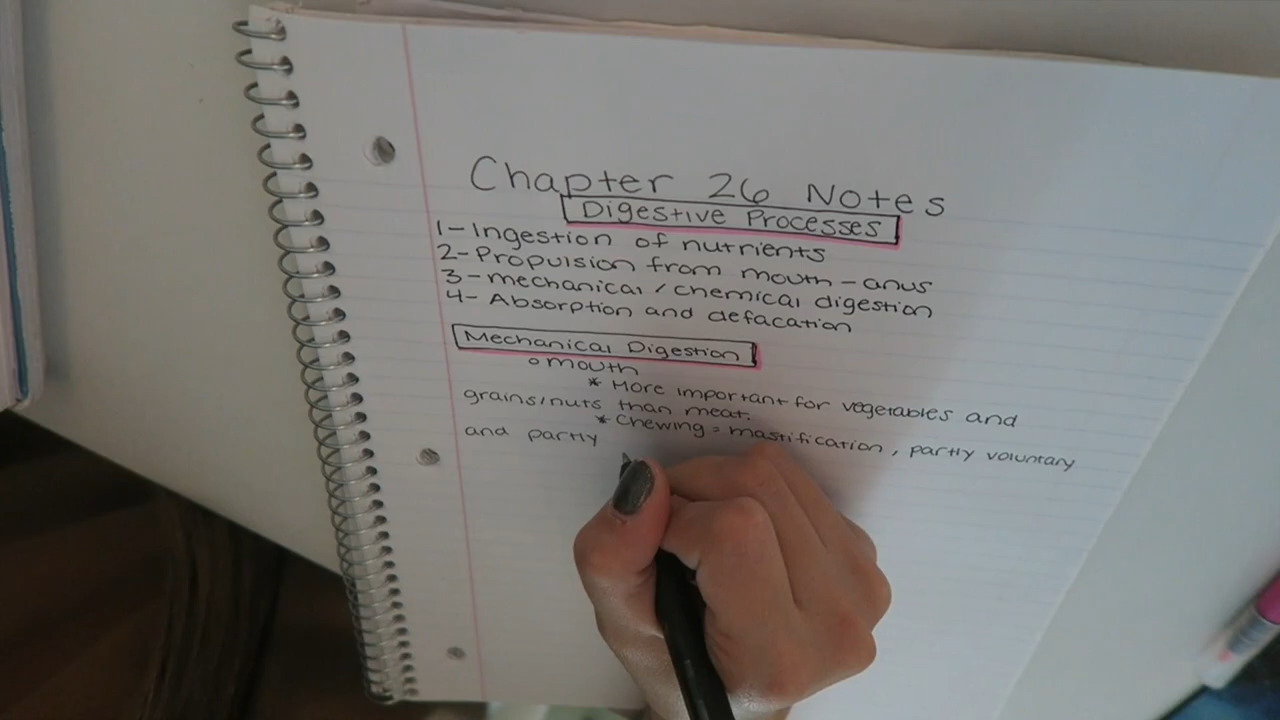 Chapter 26 Notes
Digestive Processes
1-Ingestion of nutrients
2-Propulsion from mouth-anus
3-mechanical/chemical digestion
4- Absorption and defacation
Mechanical Digestion
o mouth
* More important for vegetables and
grains/nuts than meat.
* Chewing = mastification, partly voluntary
and partly